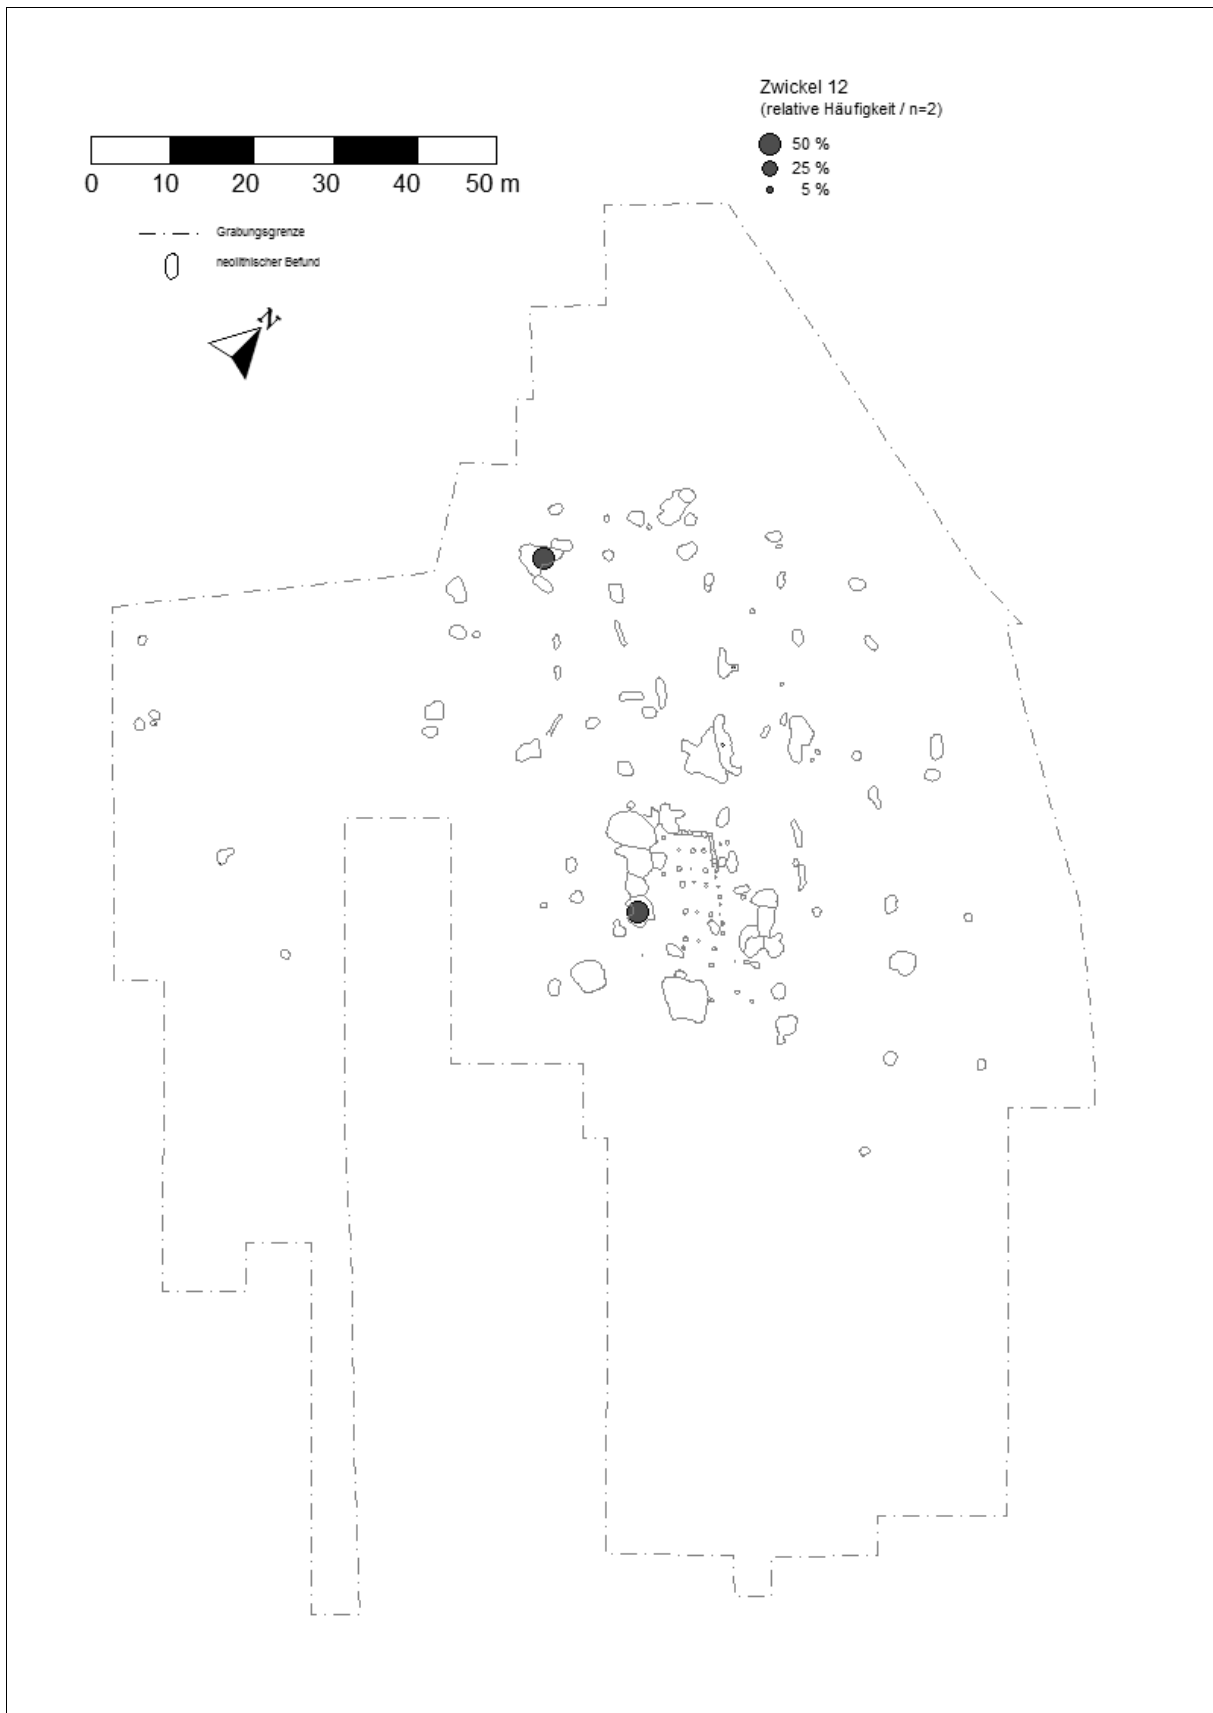 Zwickel 12
(relative Häufigkeit / n=2)
50 %
25 %
5 %
0 10 20 30 40 50 m
Grabungsgrenze
neolithischer Befund
N